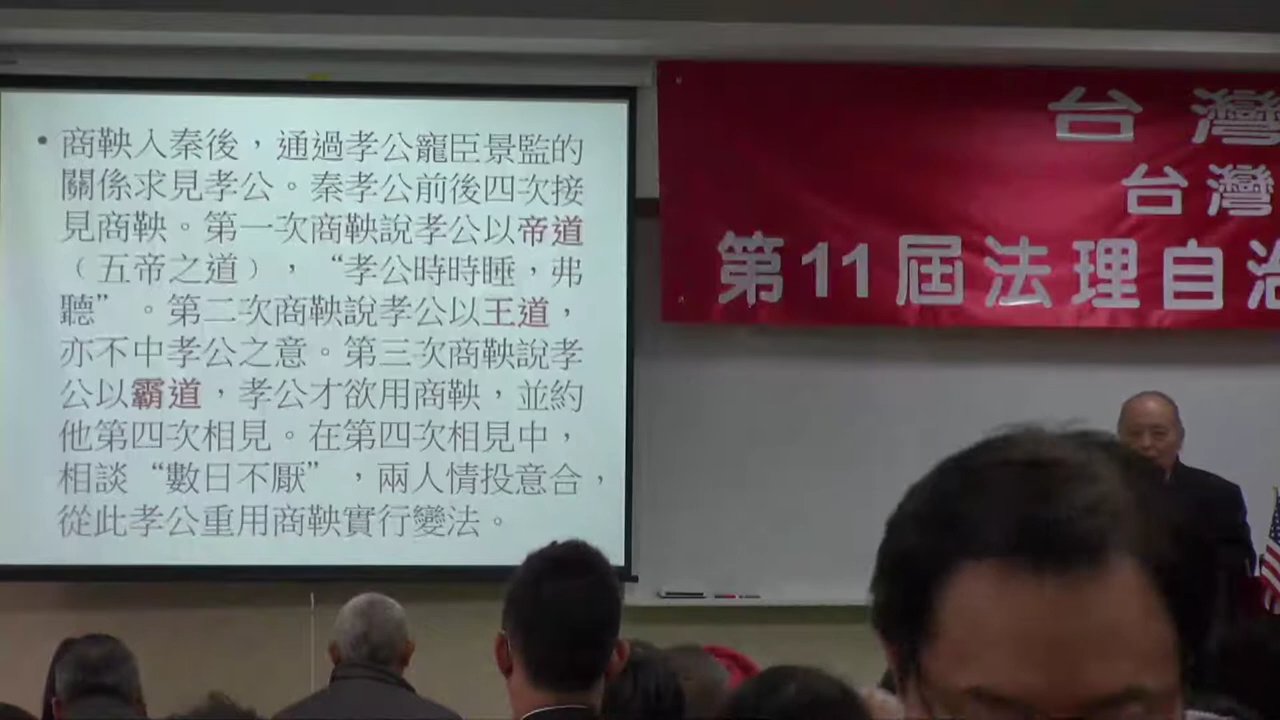 • 商鞅入秦後，通過孝公寵臣景監的
關係求見孝公。秦孝公前後四次接
見商鞅。第一次商鞅說孝公以帝道
（五帝之道），“孝公時時睡，弗
聽”。第二次商鞅說孝公以王道，
亦不中孝公之意。第三次商鞅說孝
公以霸道，孝公才欲用商鞅，並約
他第四次相見。在第四次相見中，
相談“數日不厭”，兩人情投意合，
從此孝公重用商鞅實行變法。
台灣
台灣
第11屆法理自治